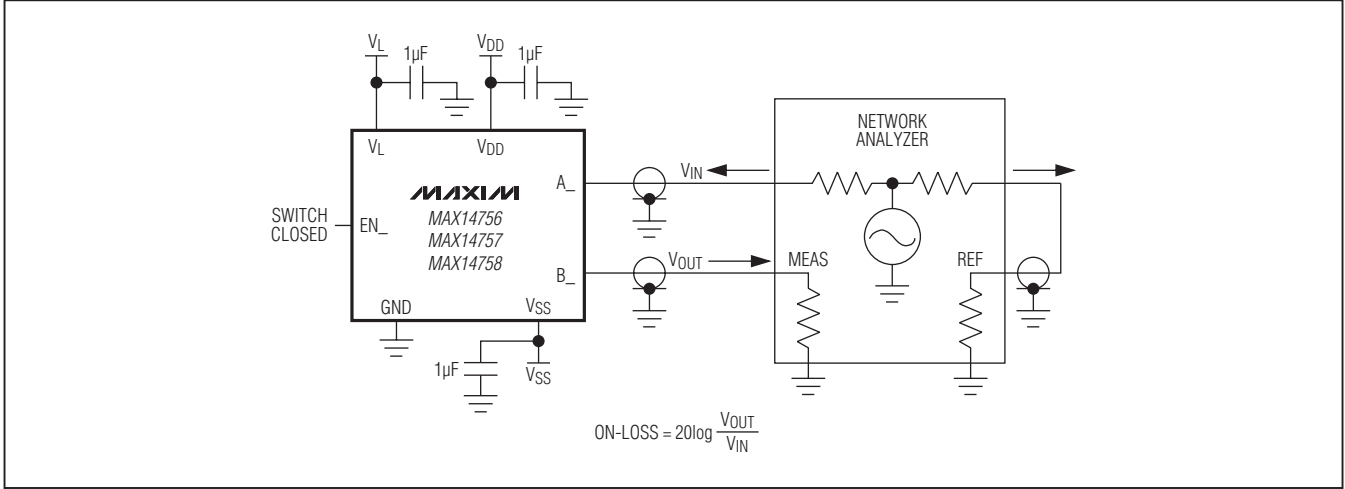 VL
1µF
VDD
1µF
VL
VDD
MAXIM
MAX14756
MAX14757
MAX14758
A_
B_
SWITCH
CLOSED
EN_
GND
VSS
1µF
VSS
VIN
VOUT
NETWORK
ANALYZER
MEAS
REF
ON-LOSS = 20log VOUT
VIN